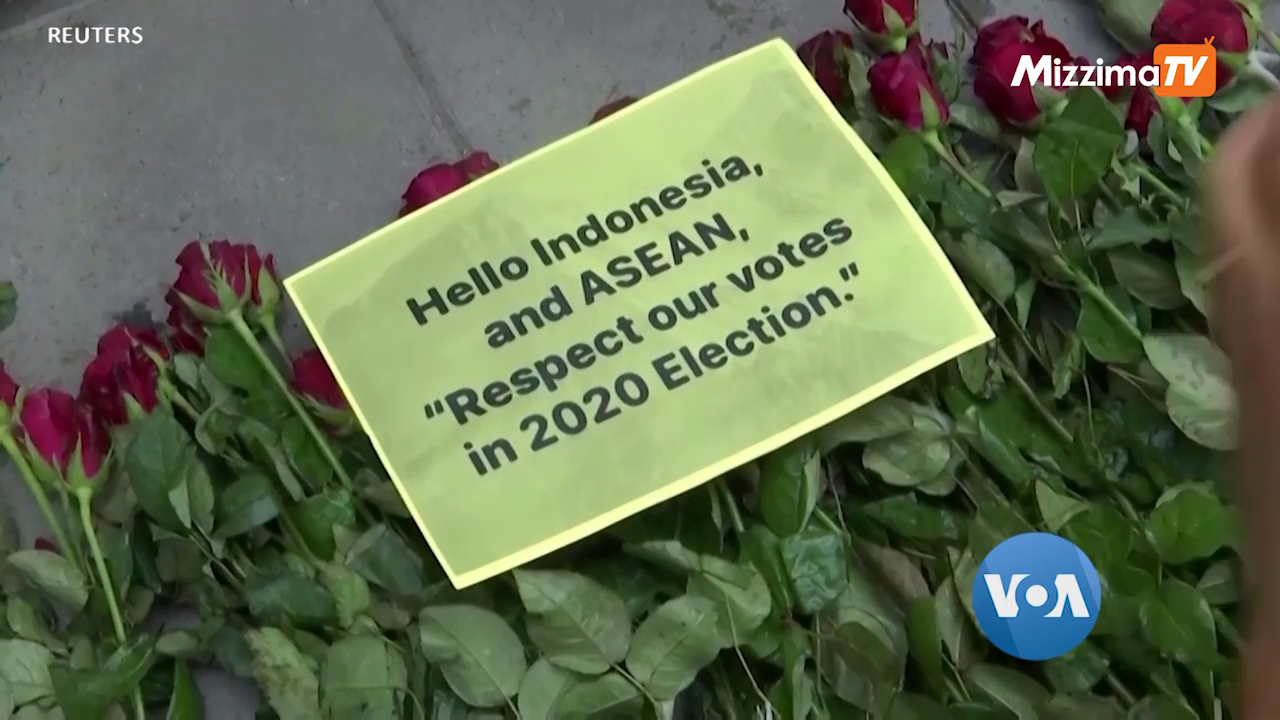 REUTERS
MizzimaTV
Hello Indonesia,
and ASEAN,
“Respect our votes
in 2020 Election.”
VOA